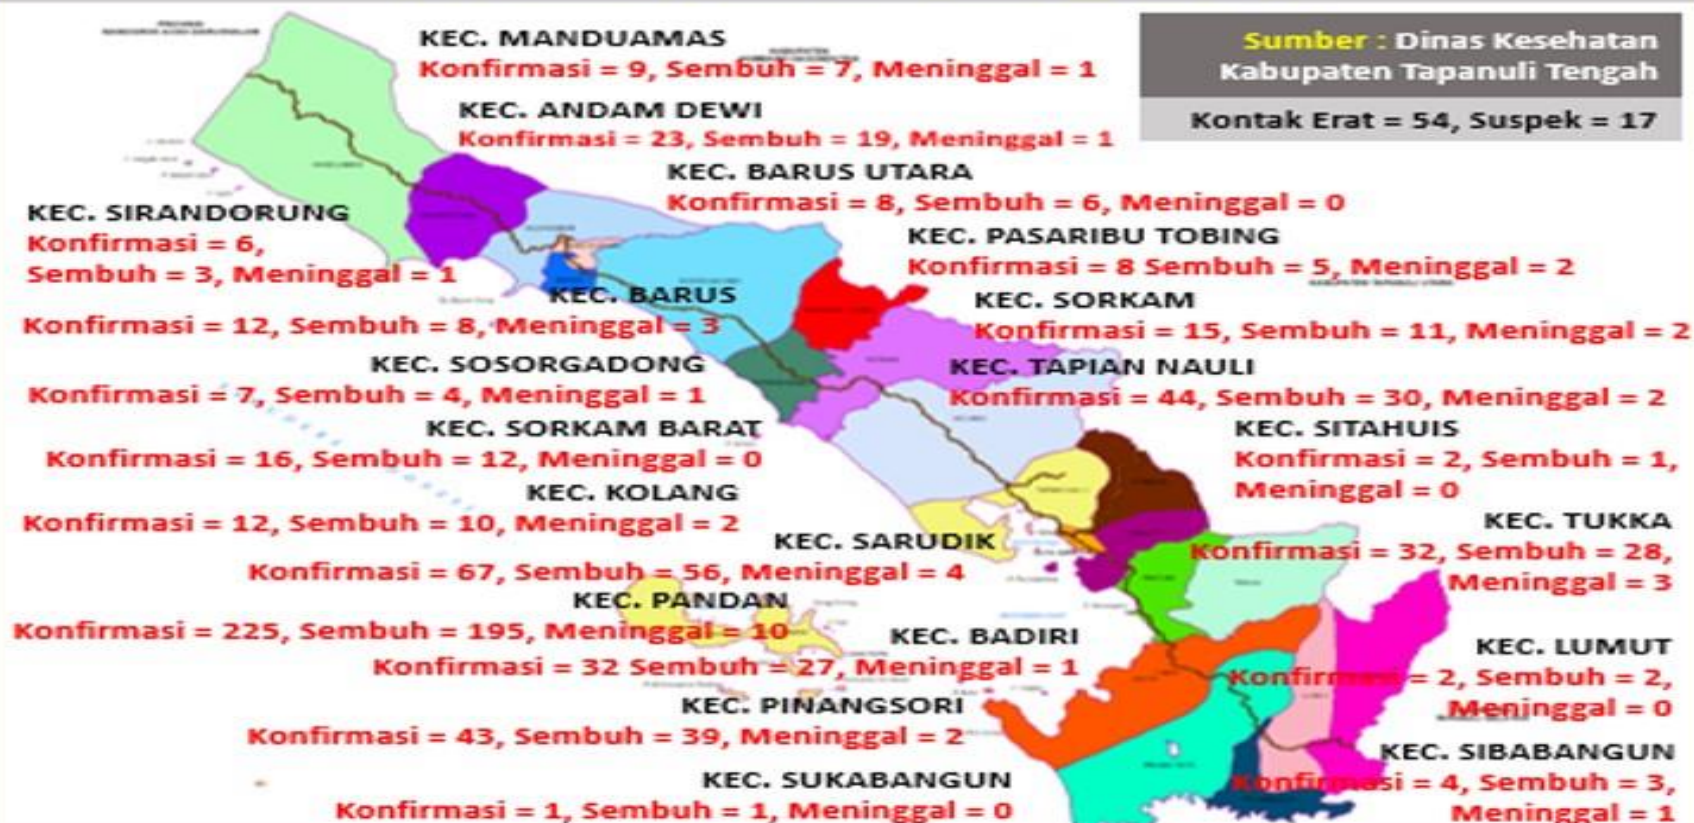 KEC. MANDUAMAS
Konfirmasi = 9, Sembuh = 7, Meninggal = 1
Sumber : Dinas Kesehatan
Kabupaten Tapanuli Tengah
Kontak Erat = 54, Suspek = 17
KEC. ANDAM DEWI
Konfirmasi = 23, Sembuh = 19, Meninggal = 1
KEC. BARUS UTARA
Konfirmasi = 8, Sembuh = 6, Meninggal = 0
KEC. SIRANDORUNG
Konfirmasi = 6,
Sembuh = 3, Meninggal = 1
KEC. PASARIBU TOBING
Konfirmasi = 8 Sembuh = 5, Meninggal = 2
KEC. BARUS
Konfirmasi = 12, Sembuh = 8, Meninggal = 3
KEC. SORKAM
Konfirmasi = 15, Sembuh = 11, Meninggal = 2
KEC. SOSORGADONG
Konfirmasi = 7, Sembuh = 4, Meninggal = 1
KEC. TAPIAN NAULI
Konfirmasi = 44, Sembuh = 30, Meninggal = 2
KEC. SORKAM BARAT
Konfirmasi = 16, Sembuh = 12, Meninggal = 0
KEC. SITAHUIS
Konfirmasi = 2, Sembuh = 1,
Meninggal = 0
KEC. KOLANG
Konfirmasi = 12, Sembuh = 10, Meninggal = 2
KEC. TUKKA
Konfirmasi = 32, Sembuh = 28,
Meninggal = 3
KEC. SARUDIK
Konfirmasi = 67, Sembuh = 56, Meninggal = 4
KEC. PANDAN
Konfirmasi = 225, Sembuh = 195, Meninggal = 10
KEC. BADIRI
Konfirmasi = 32 Sembuh = 27, Meninggal = 1
KEC. LUMUT
Konfirmasi = 2, Sembuh = 2,
Meninggal = 0
KEC. PINANGSORI
Konfirmasi = 43, Sembuh = 39, Meninggal = 2
KEC. SIBABANGUN
Konfirmasi = 4, Sembuh = 3,
Meninggal = 1
KEC. SUKABANGUN
Konfirmasi = 1, Sembuh = 1, Meninggal = 0